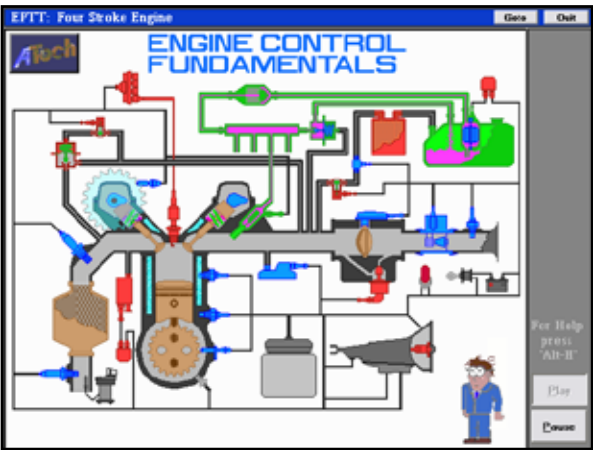 EPTT: Four Stroke Engine
Goto
Quit
ATech
ENGINE CONTROL
FUNDAMENTALS
For Help
press
"Alt-H"
Play
Pause